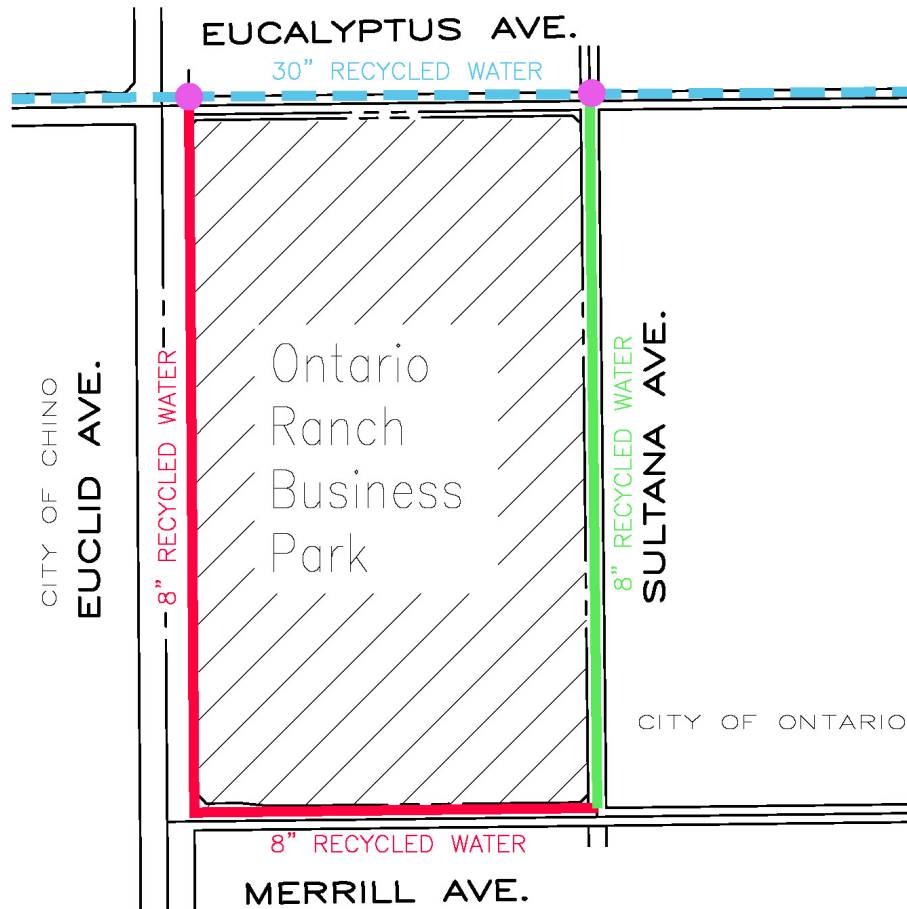 EUCALYPTUS AVE.
30” RECYCLED WATER
CITY OF CHINO
EUCLID AVE.
8” RECYCLED WATER
Ontario
Ranch
Business
Park
8” RECYCLED WATER
SULTANA AVE.
CITY OF ONTARIO
8” RECYCLED WATER
MERRILL AVE.